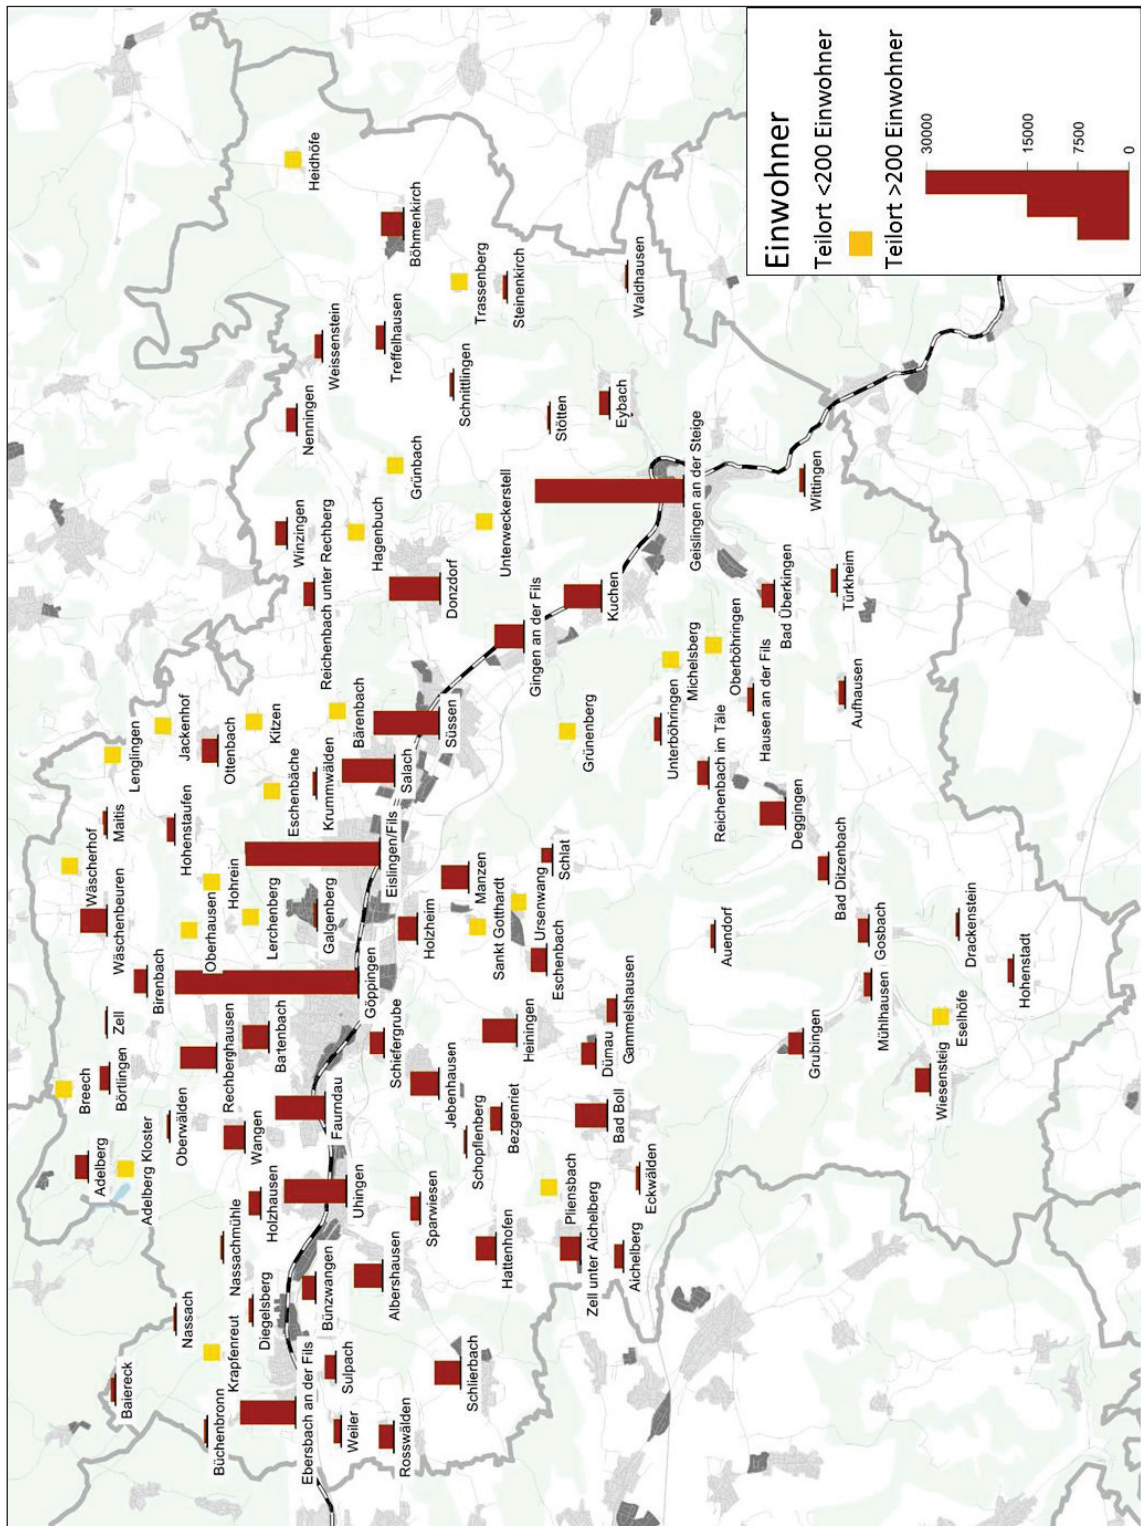 Einwohner
Teilort <200 Einwohner
Teilort >200 Einwohner
30000
15000
7500
0
Heidhöfe
Böhmenkirch
Trassenberg
Steinenkirch
Waldhausen
Weissenstein
Treffelhausen
Schnittlingen
Stötten
Eybach
Nenningen
Grünbach
Geislingen an der Steige
Wittingen
Winzingen
Reichenbach unter Rechberg
Hagenbuch
Unterweckerstell
Donzdorf
Kuchen
Bad Überkingen
Türkheim
Gingen an der Fils
Michelsberg
Oberböhringen
Hausen an der Fils
Aufhausen
Lenglingen
Jackenhof
Ottenbach
Kitzen
Bärenbach
Süssen
Grünenberg
Unterböhringen
Reichenbach im Täle
Maitis
Hohenstaufen
Eschenbäche
Krummwälden
Salach
Deggingen
Wäscherhof
Wäschenbeuren
Hohrein
Oberhausen
Lerchenberg
Galgenberg
Eislingen/Fils
Manzen
Schlat
Bad Ditzenbach
Holzheim
Sankt Gotthardt
Ursenwang
Eschenbach
Auendorf
Gosbach
Drackenstein
Birenbach
Göppingen
Mühlhausen
Hohenstadt
Zell
Batenbach
Rechberghausen
Schiefergrube
Heiningen
Gammelshausen
Dürnau
Grubingen
Eselhöfe
Wiesensteig
Breech
Börtlingen
Oberwälden
Faurndau
Jebenhausen
Schopflenberg
Bezgenriet
Bad Boll
Adelberg
Adelberg Kloster
Wangen
Holzhausen
Uhingen
Sparwiesen
Pliensbach
Eckwälden
Nassachmühle
Hattenhofen
Zell unter Aichelberg
Aichelberg
Nassach
Diegelsberg
Bünzwangen
Albershausen
Krapfenreut
Baiereck
Büchenbronn
Ebersbach an der Fils
Sulpach
Weiler
Rosswälden
Schlierbach